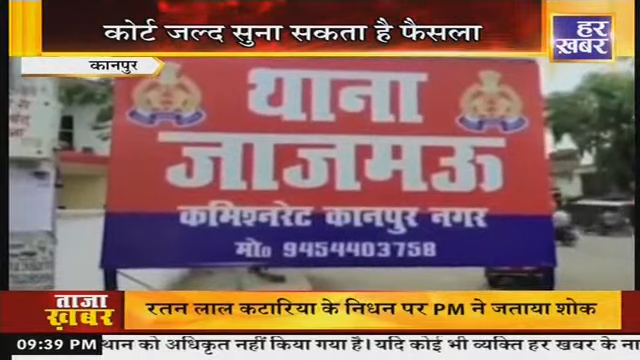 कोर्ट जल्द सुना सकता है फैसला
हर
ख़बर
कानपुर
थाना
जाजमऊ
कमिश्नरेट कानपुर नगर
मो० 9454403758
ताजा
ख़बर
रतन लाल कटारिया के निधन पर PM ने जताया शोक
09:39 PM
थान को अधिकृत नहीं किया गया है। यदि कोई भी व्यक्ति हर खबर के ना